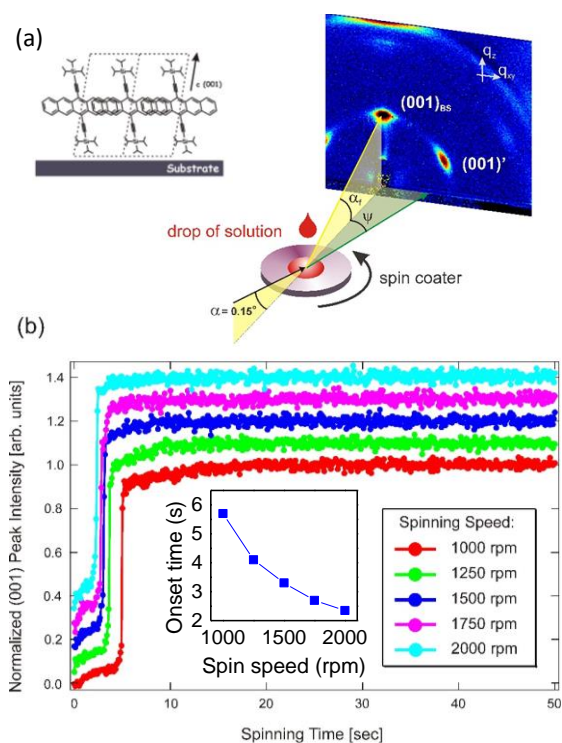 (a)
c (001)
Substrate
q_z
q_xy
(001)_BS
(001)'
α_f
ψ
drop of solution
spin coater
α = 0.15°
(b)
Normalized (001) Peak Intensity [arb. units]
1.4
1.2
1.0
0.8
0.6
0.4
0.2
0.0
Onset time (s)
6
5
4
3
2
1000
1500
2000
Spin speed (rpm)
Spinning Speed:
1000 rpm
1250 rpm
1500 rpm
1750 rpm
2000 rpm
0
10
20
30
40
50
Spinning Time [sec]